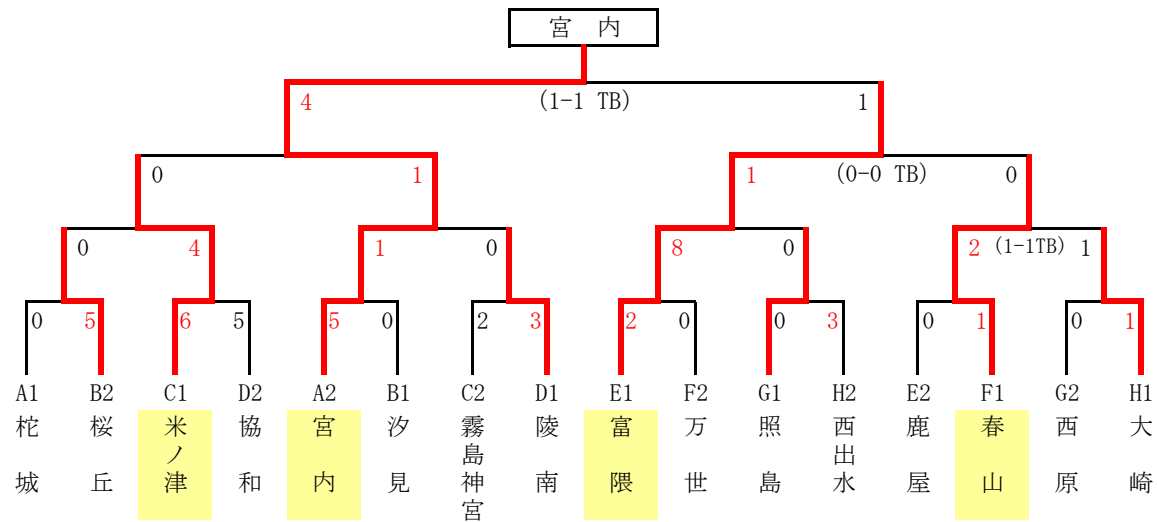 宮 内
4 (1-1 TB) 1
0 1 1 (0-0 TB) 0
0 4 1 0 8 0 2 (1-1TB) 1
0 5 6 5 5 0 2 3 2 0 0 3 0 1 0 1
A1 B2 C1 D2 A2 B1 C2 D1 E1 F2 G1 H2 E2 F1 G2 H1
柁城 桜丘 米ノ津 協和 宮内 汐見 霧島神宮 陵南 富隈 万世 照島 西出水 鹿屋 春山 西原 大崎